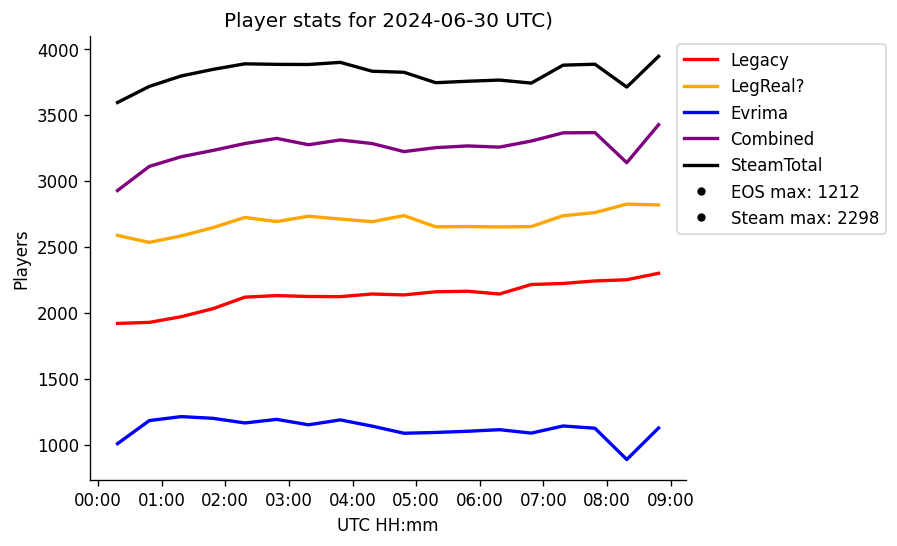 Player stats for 2024-06-30 UTC)
4000
3500
3000
2500
2000
1500
1000
Players
00:00 01:00 02:00 03:00 04:00 05:00 06:00 07:00 08:00 09:00
UTC HH:mm
Legacy
LegReal?
Evrima
Combined
SteamTotal
EOS max: 1212
Steam max: 2298